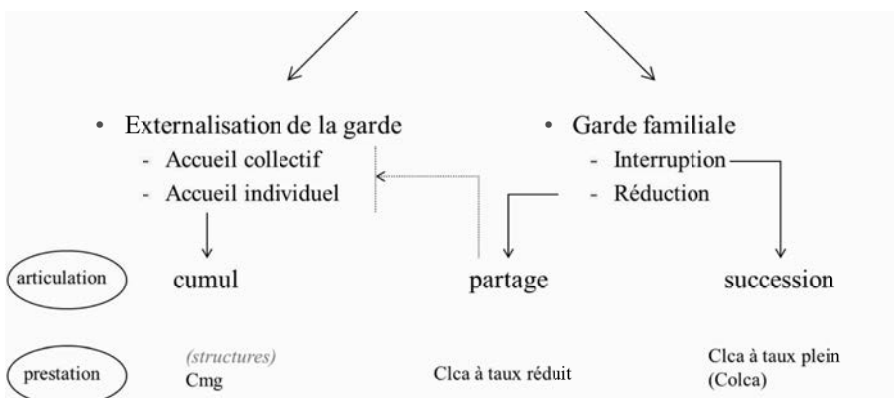 • Externalisation de la garde
- Accueil collectif
- Accueil individuel
• Garde familiale
- Interruption
- Réduction
articulation cumul partage succession
prestation
(structures)
Cmg
Clca à taux réduit
Clca à taux plein
(Colca)